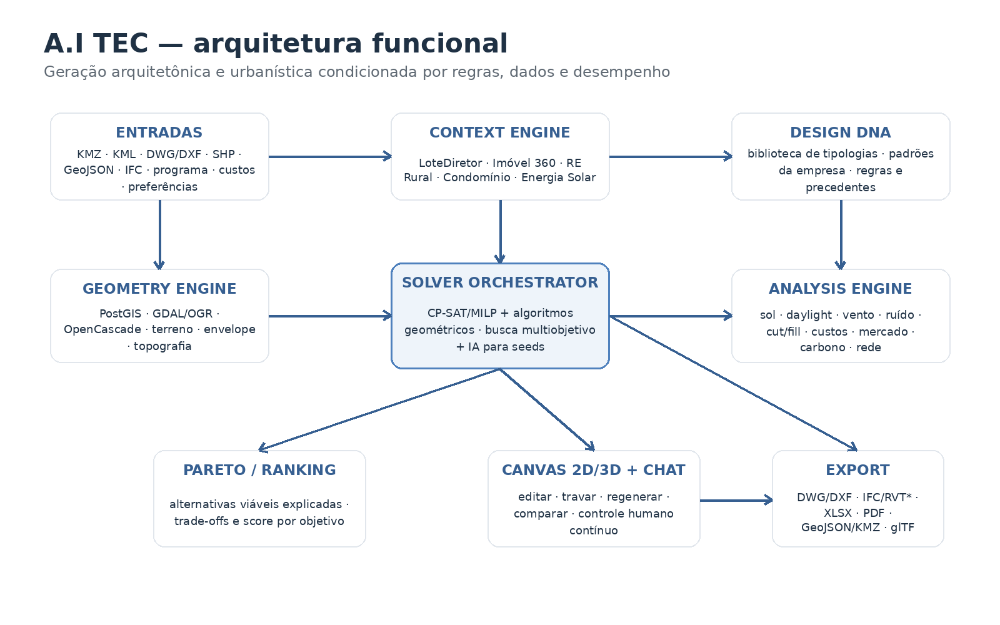 A.I TEC — arquitetura funcional
Geração arquitetônica e urbanística condicionada por regras, dados e desempenho
ENTRADAS
KMZ · KML · DWG/DXF · SHP ·
GeoJSON · IFC · programa · custos
· preferências
CONTEXT ENGINE
LoteDiretor · Imóvel 360 · RE
Rural · Condomínio · Energia Solar
DESIGN DNA
biblioteca de tipologias · padrões
da empresa · regras e
precedentes
GEOMETRY ENGINE
PostGIS · GDAL/OGR ·
OpenCascade · terreno · envelope
· topografia
SOLVER ORCHESTRATOR
CP-SAT/MILP + algoritmos
geométricos · busca multiobjetivo
+ IA para seeds
ANALYSIS ENGINE
sol · daylight · vento · ruído ·
cut/fill · custos · mercado ·
carbono · rede
PARETO / RANKING
alternativas viáveis explicadas ·
trade-offs e score por objetivo
CANVAS 2D/3D + CHAT
editar · travar · regenerar ·
comparar · controle humano
contínuo
EXPORT
DWG/DXF · IFC/RVT* ·
XLSX · PDF ·
GeoJSON/KMZ · glTF